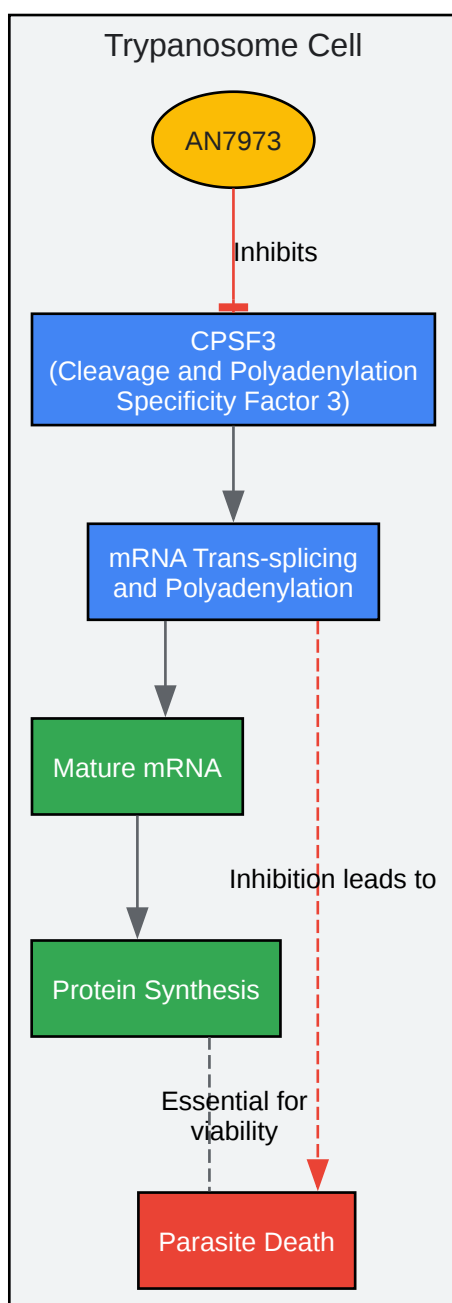 Trypanosome Cell
AN7973
Inhibits
CPSF3
(Cleavage and Polyadenylation
Specificity Factor 3)
mRNA Trans-splicing
and Polyadenylation
Mature mRNA
Inhibition leads to
Protein Synthesis
Essential for
viability
Parasite Death